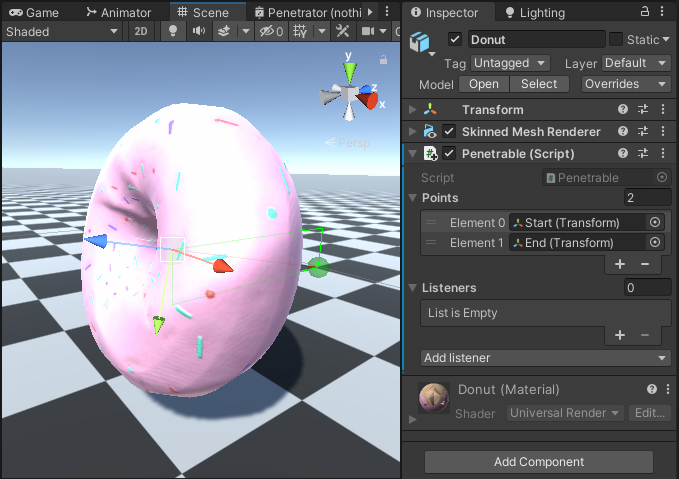 Game Animator Scene Penetrator (nothi
Shaded 2D 0
y
z
x
Persp
Inspector Lighting
Donut Static
Tag Untagged Layer Default
Model Open Select Overrides
Transform
Skinned Mesh Renderer
Penetrable (Script)
Script Penetrable
Points 2
Element 0 Start (Transform)
Element 1 End (Transform)
Listeners 0
List is Empty
Add listener
Donut (Material)
Shader Universal Render Edit...
Add Component